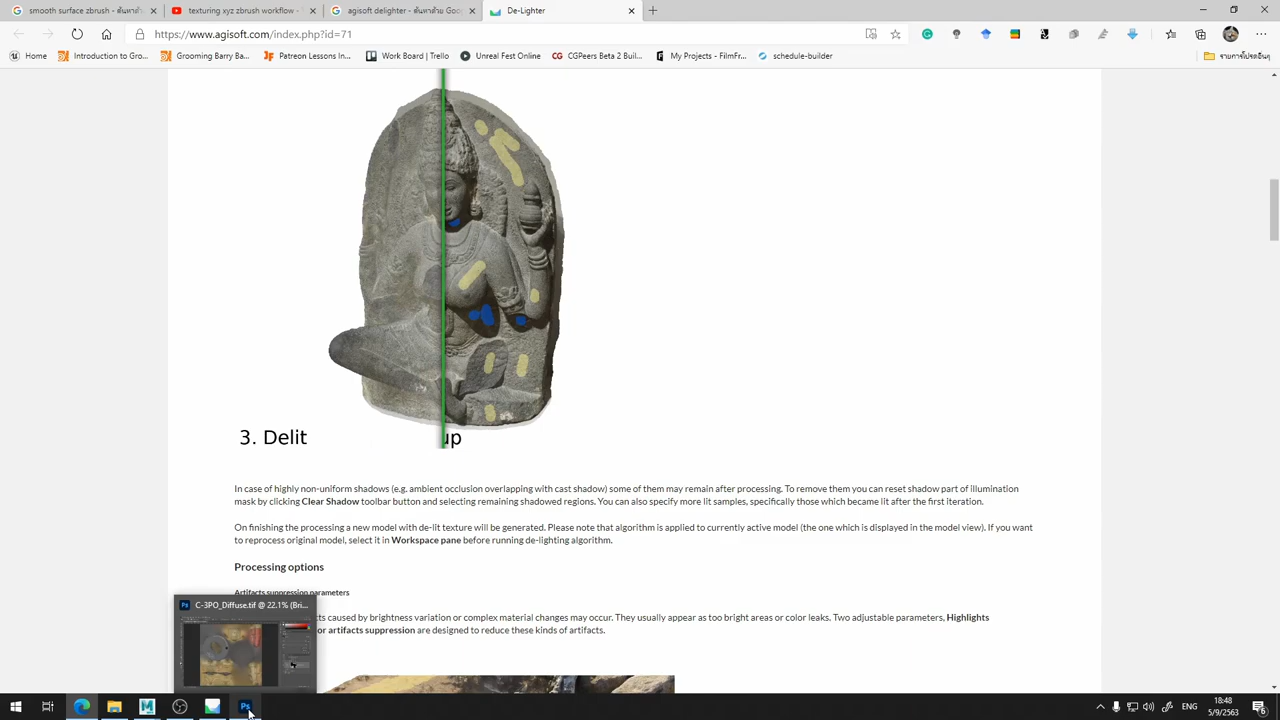 smooth surface zbrush - ค้นหาด้วย
texturing xyz zbrush workflow -
agisoft delighter - ค้นหาด้วย Goo
De-Lighter
https://www.agisoft.com/index.php?id=71
Home
Introduction to Gro...
Grooming Barry Ba...
Patreon Lessons In...
Work Board | Trello
Unreal Fest Online
CGPeers Beta 2 Buil...
My Projects - FilmFr...
schedule-builder
รายการโปรดอื่นๆ
3. Delit up
In case of highly non-uniform shadows (e.g. ambient occlusion overlapping with cast shadow) some of them may remain after processing. To remove them you can reset shadow part of illumination
mask by clicking Clear Shadow toolbar button and selecting remaining shadowed regions. You can also specify more lit samples, specifically those which became lit after the first iteration.
On finishing the processing a new model with de-lit texture will be generated. Please note that algorithm is applied to currently active model (the one which is displayed in the model view). If you want
to reprocess original model, select it in Workspace pane before running de-lighting algorithm.
Processing options
Artifacts suppression parameters
cts caused by brightness variation or complex material changes may occur. They usually appear as too bright areas or color leaks. Two adjustable parameters, Highlights
or artifacts suppression are designed to reduce these kinds of artifacts.
C-3PO_Diffuse.tif @ 22.1% (Bri...
ENG
18:48
5/9/2563